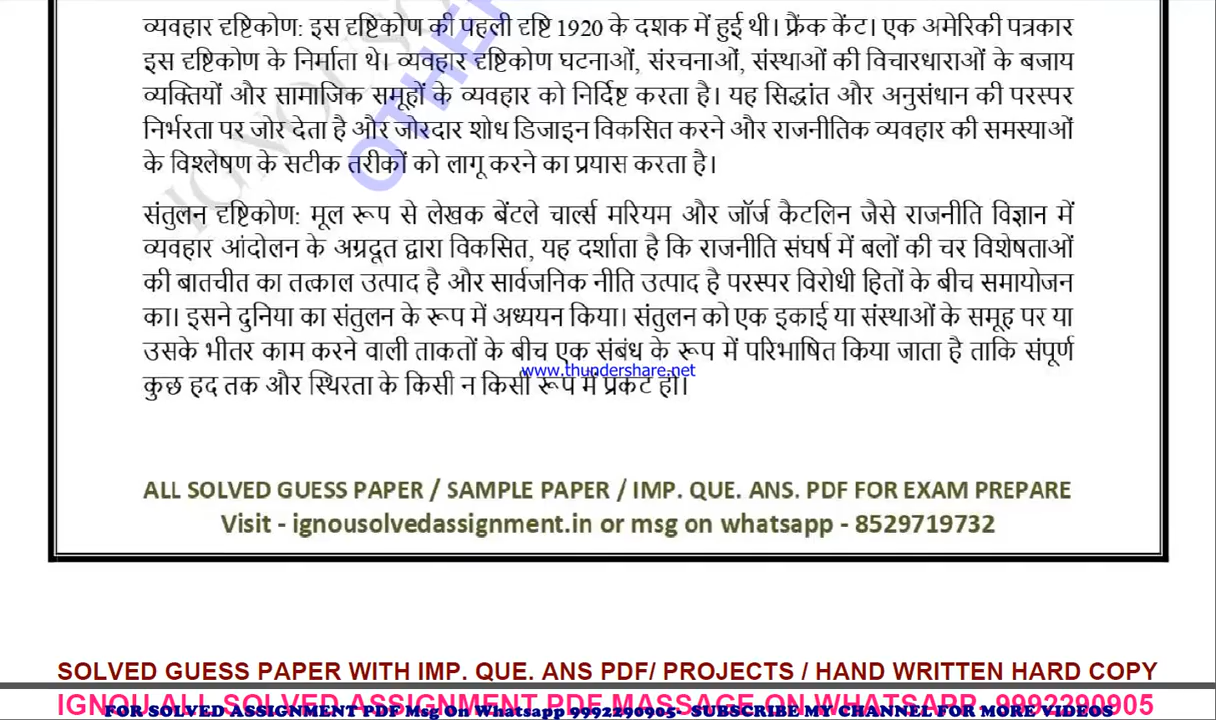 व्यवहार दृष्टिकोण: इस दृष्टिकोण की पहली दृष्टि 1920 के दशक में हुई थी। फ्रैंक केंट। एक अमेरिकी पत्रकार
इस दृष्टिकोण के निर्माता थे। व्यवहार दृष्टिकोण घटनाओं, संरचनाओं, संस्थाओं की विचारधाराओं के बजाय
व्यक्तियों और सामाजिक समूहों के व्यवहार को निर्दिष्ट करता है। यह सिद्धांत और अनुसंधान की परस्पर
निर्भरता पर जोर देता है और जोरदार शोध डिजाइन विकसित करने और राजनीतिक व्यवहार की समस्याओं
के विश्लेषण के सटीक तरीकों को लागू करने का प्रयास करता है।
संतुलन दृष्टिकोण: मूल रूप से लेखक बेंटले चार्ल्स मरियम और जॉर्ज कैटलिन जैसे राजनीति विज्ञान में
व्यवहार आंदोलन के अग्रदूत द्वारा विकसित, यह दर्शाता है कि राजनीति संघर्ष में बलों की चर विशेषताओं
की बातचीत का तत्काल उत्पाद है और सार्वजनिक नीति उत्पाद है परस्पर विरोधी हितों के बीच समायोजन
का। इसने दुनिया का संतुलन के रूप में अध्ययन किया। संतुलन को एक इकाई या संस्थाओं के समूह पर या
उसके भीतर काम करने वाली ताकतों के बीच एक संबंध के रूप में परिभाषित किया जाता है ताकि संपूर्ण
www.thundershare.net
कुछ हद तक और स्थिरता के किसी न किसी रूप में प्रकट हो।
ALL SOLVED GUESS PAPER / SAMPLE PAPER / IMP. QUE. ANS. PDF FOR EXAM PREPARE
Visit - ignousolvedassignment.in or msg on whatsapp - 8529719732
SOLVED GUESS PAPER WITH IMP. QUE. ANS PDF/ PROJECTS / HAND WRITTEN HARD COPY
IGNOU ALL SOLVED ASSIGNMENT PDF MASSAGE ON WHATSAPP 9992290905
FOR SOLVED ASSIGNMENT PDF Msg On Whatsapp 9992290905- SUBSCRIBE MY CHANNEL FOR MORE VIDEOS